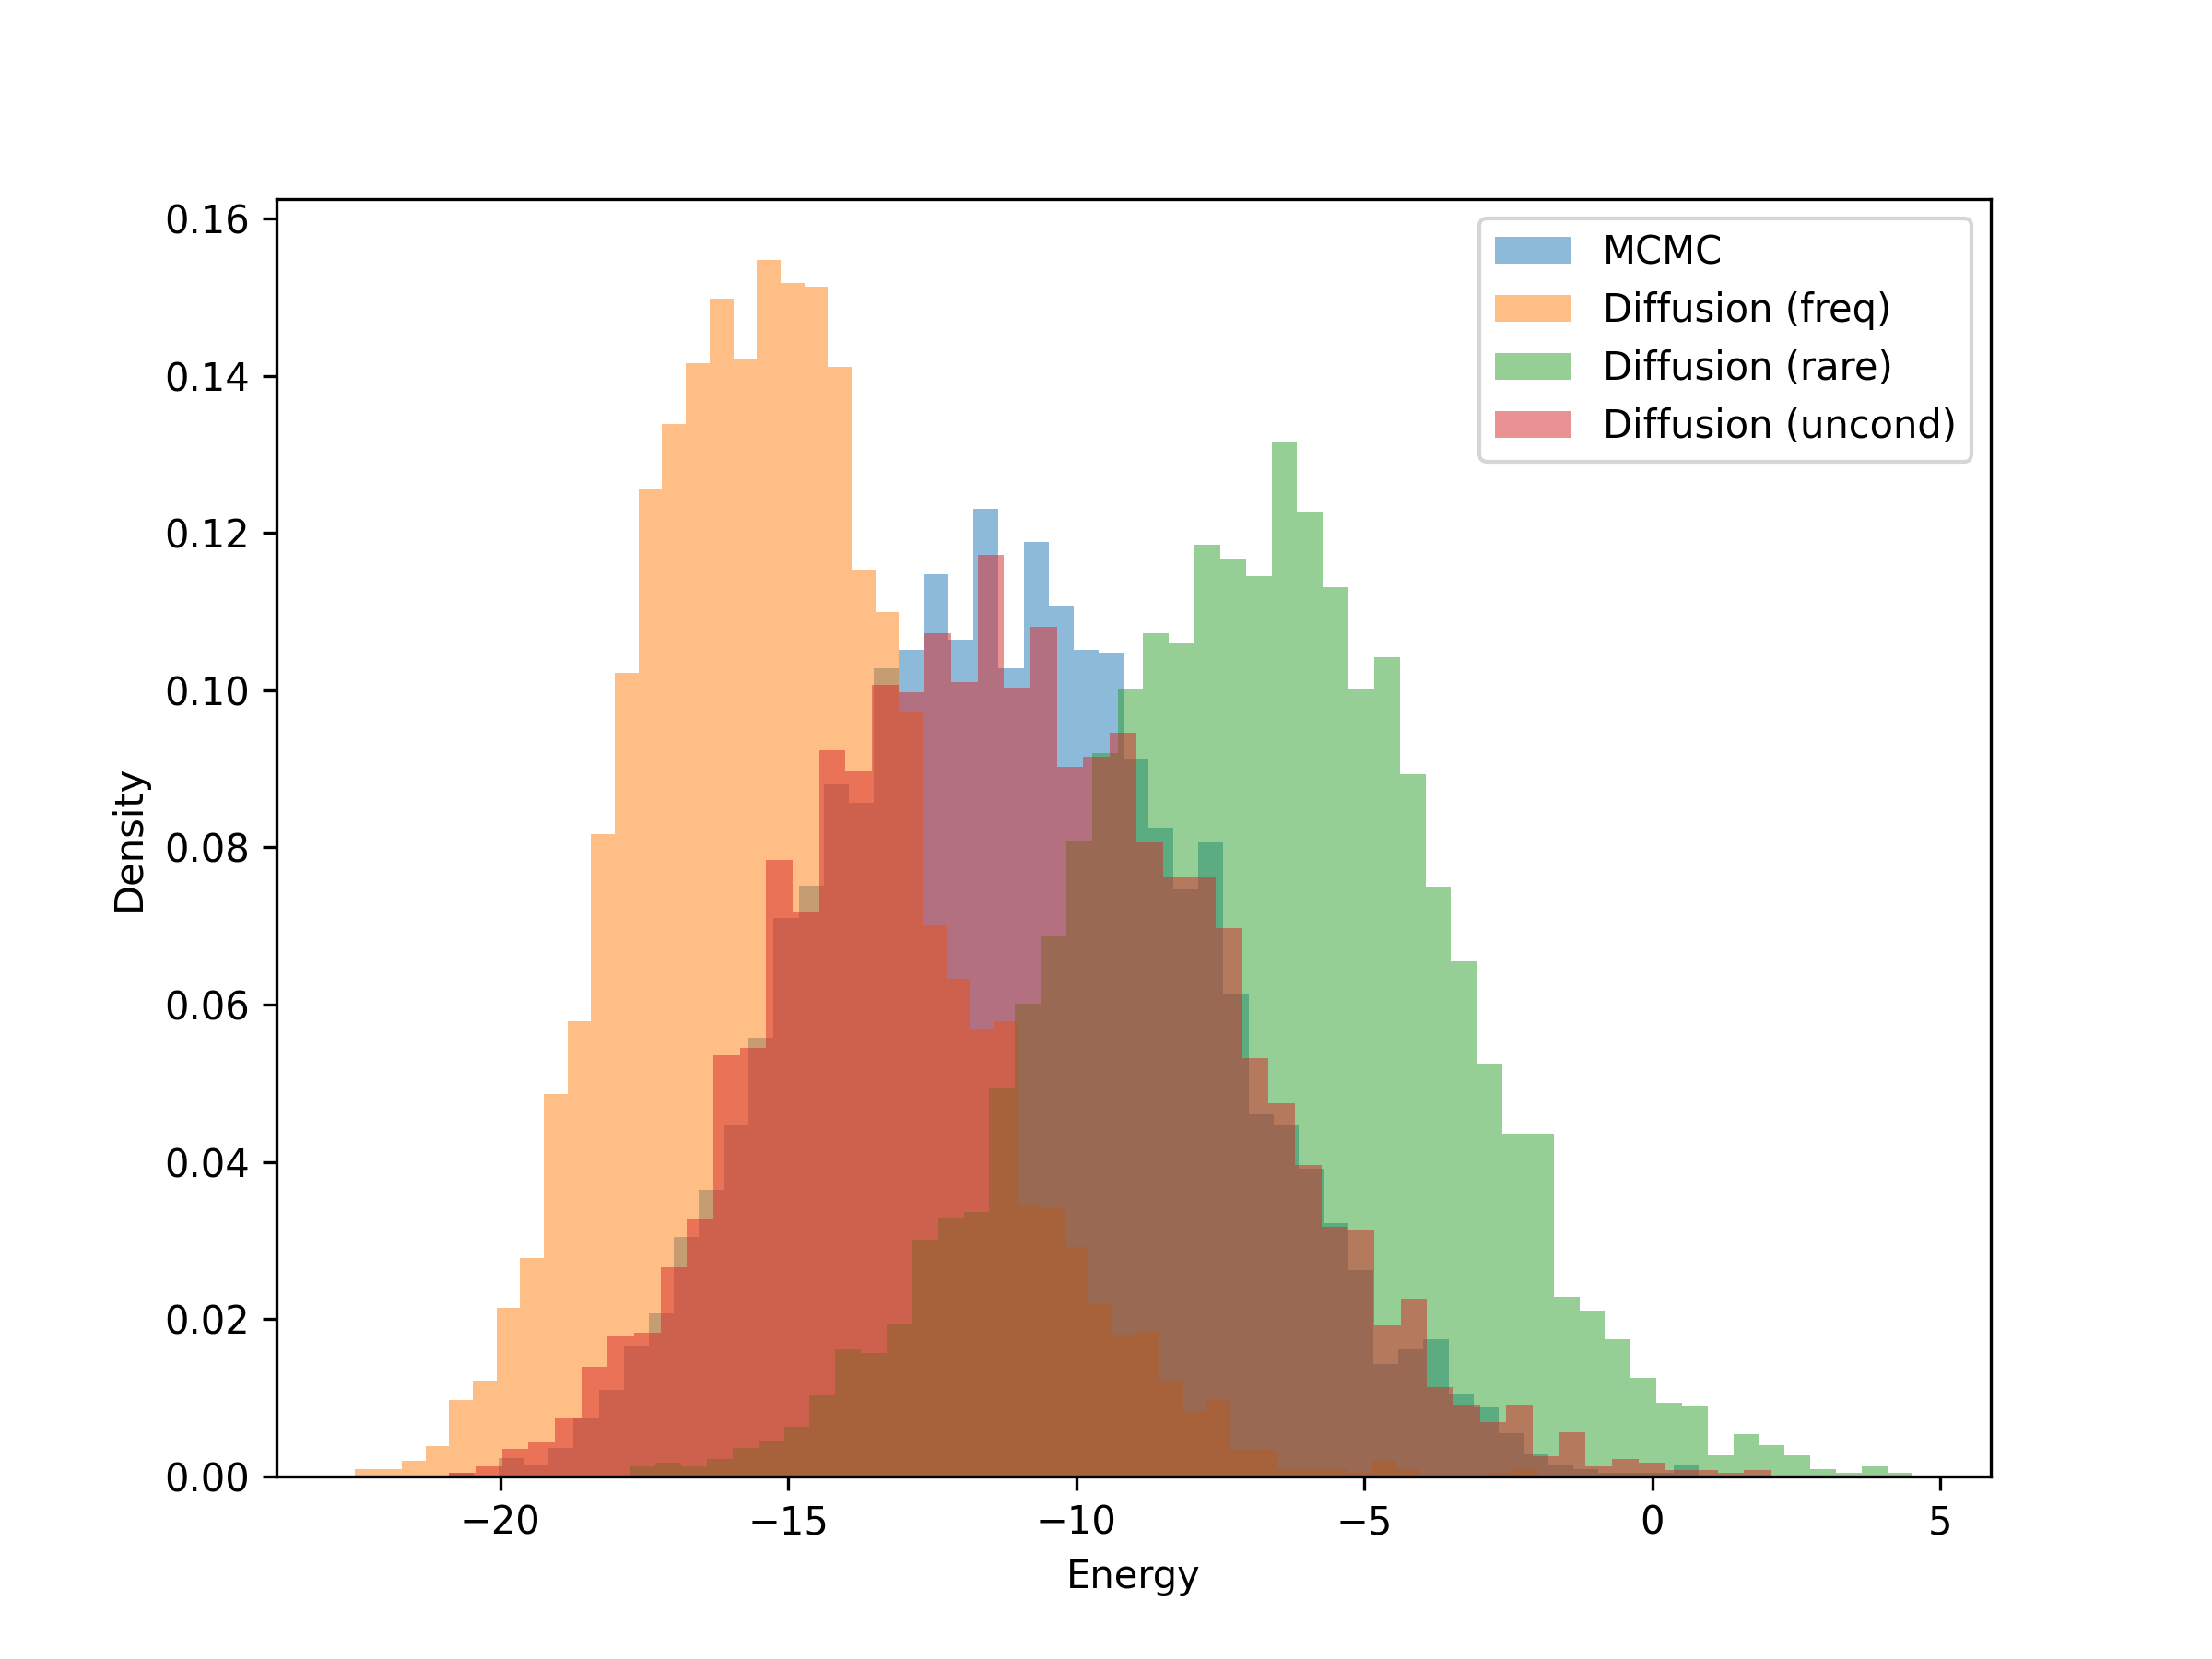 MCMC
Diffusion (freq)
Diffusion (rare)
Diffusion (uncond)
0.16
0.14
0.12
0.10
0.08
0.06
0.04
0.02
0.00
Density
−20 −15 −10 −5 0 5
Energy